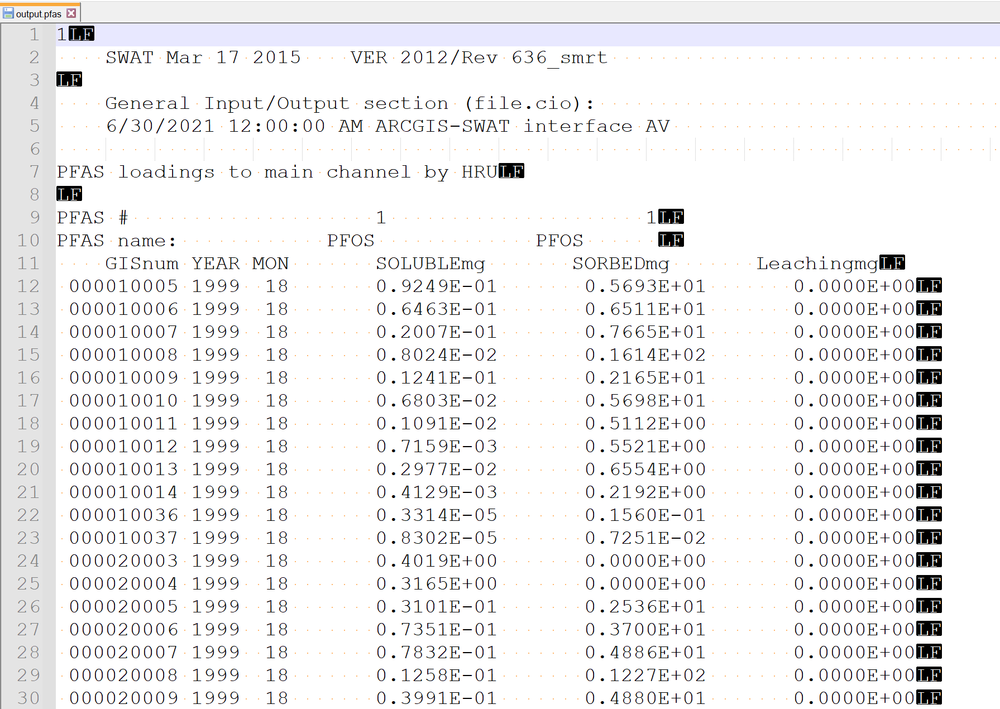 output.pfas
1 1LF
2 SWAT Mar 17 2015 VER 2012/Rev 636_smrt
3 LF
4 General Input/Output section (file.cio):
5 6/30/2021 12:00:00 AM ARCGIS-SWAT interface AV
6
7 PFAS loadings to main channel by HRULF
8 LF
9 PFAS # 1 1LF
10 PFAS name: PFOS PFOS LF
11 GISnum YEAR MON SOLUBLEmg SORBEDmg LeachingmgLF
12 000010005 1999 18 0.9249E-01 0.5693E+01 0.0000E+00LF
13 000010006 1999 18 0.6463E-01 0.6511E+01 0.0000E+00LF
14 000010007 1999 18 0.2007E-01 0.7665E+01 0.0000E+00LF
15 000010008 1999 18 0.8024E-02 0.1614E+02 0.0000E+00LF
16 000010009 1999 18 0.1241E-01 0.2165E+01 0.0000E+00LF
17 000010010 1999 18 0.6803E-02 0.5698E+01 0.0000E+00LF
18 000010011 1999 18 0.1091E-02 0.5112E+00 0.0000E+00LF
19 000010012 1999 18 0.7159E-03 0.5521E+00 0.0000E+00LF
20 000010013 1999 18 0.2977E-02 0.6554E+00 0.0000E+00LF
21 000010014 1999 18 0.4129E-03 0.2192E+00 0.0000E+00LF
22 000010036 1999 18 0.3314E-05 0.1560E-01 0.0000E+00LF
23 000010037 1999 18 0.8302E-05 0.7251E-02 0.0000E+00LF
24 000020003 1999 18 0.4019E+00 0.0000E+00 0.0000E+00LF
25 000020004 1999 18 0.3165E+00 0.0000E+00 0.0000E+00LF
26 000020005 1999 18 0.3101E-01 0.2536E+01 0.0000E+00LF
27 000020006 1999 18 0.7351E-01 0.3700E+01 0.0000E+00LF
28 000020007 1999 18 0.7832E-01 0.4886E+01 0.0000E+00LF
29 000020008 1999 18 0.1258E-01 0.1227E+02 0.0000E+00LF
30 000020009 1999 18 0.3991E-01 0.4880E+01 0.0000E+00LF